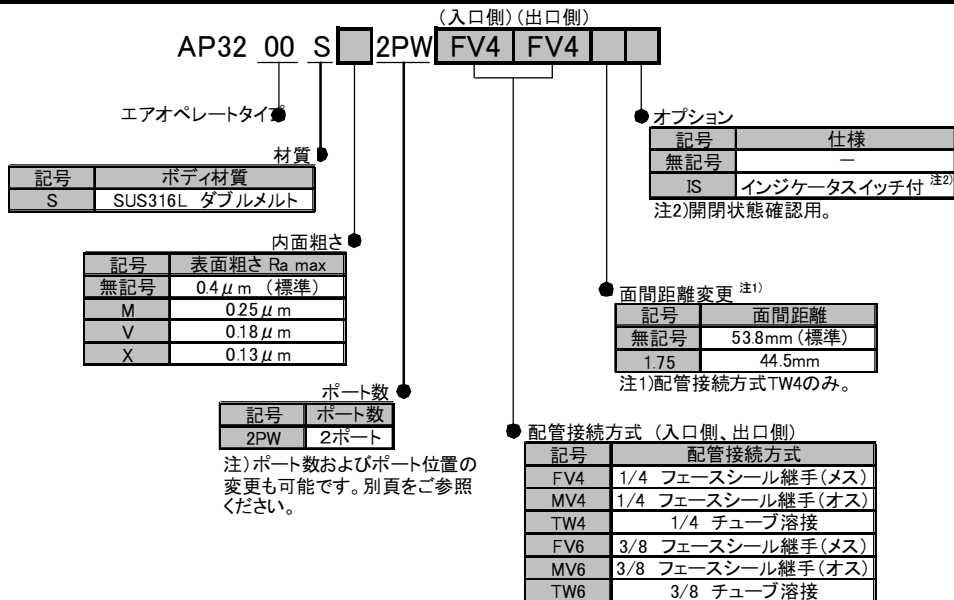 (入口側)(出口側)
AP32 00 S 2PW FV4 FV4
エアオペレートタイプ
材質
記号 ボディ材質
S SUS316L ダブルメルト
内面粗さ
記号 表面粗さ Ra max
無記号 0.4μm (標準)
M 0.25μm
V 0.18μm
X 0.13μm
ポート数
記号 ポート数
2PW 2ポート
注)ポート数およびポート位置の
変更も可能です。別頁をご参照
ください。
オプション
記号 仕様
無記号 −
IS インジケータスイッチ付 注2)
注2)開閉状態確認用。
面間距離変更 注1)
記号 面間距離
無記号 53.8mm (標準)
1.75 44.5mm
注1)配管接続方式TW4のみ。
配管接続方式 (入口側、出口側)
記号 配管接続方式
FV4 1/4 フェースシール継手(メス)
MV4 1/4 フェースシール継手(オス)
TW4 1/4 チューブ溶接
FV6 3/8 フェースシール継手(メス)
MV6 3/8 フェースシール継手(オス)
TW6 3/8 チューブ溶接